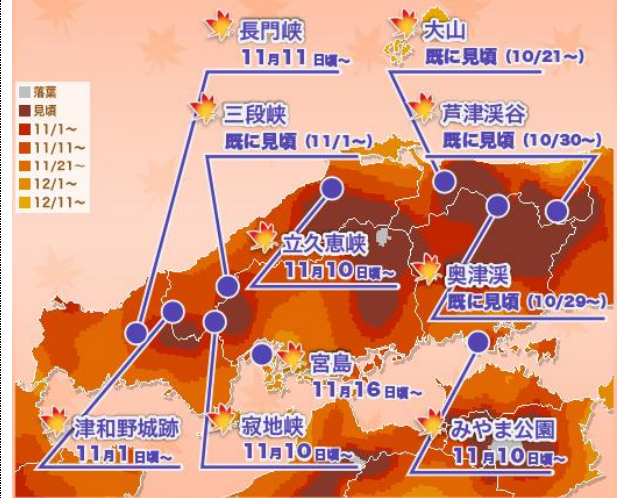 長門峡
11月11日頃～
大山
既に見頃（10/21～）
落葉
見頃
11/1～
11/11～
11/21～
12/1～
12/11～
三段峡
既に見頃（11/1～）
芦津渓谷
既に見頃（10/30～）
立久恵峡
11月10日頃～
奥津渓
既に見頃（10/29～）
宮島
11月16日頃～
津和野城跡
11月1日頃～
寂地峡
11月10日頃～
みやま公園
11月10日頃～